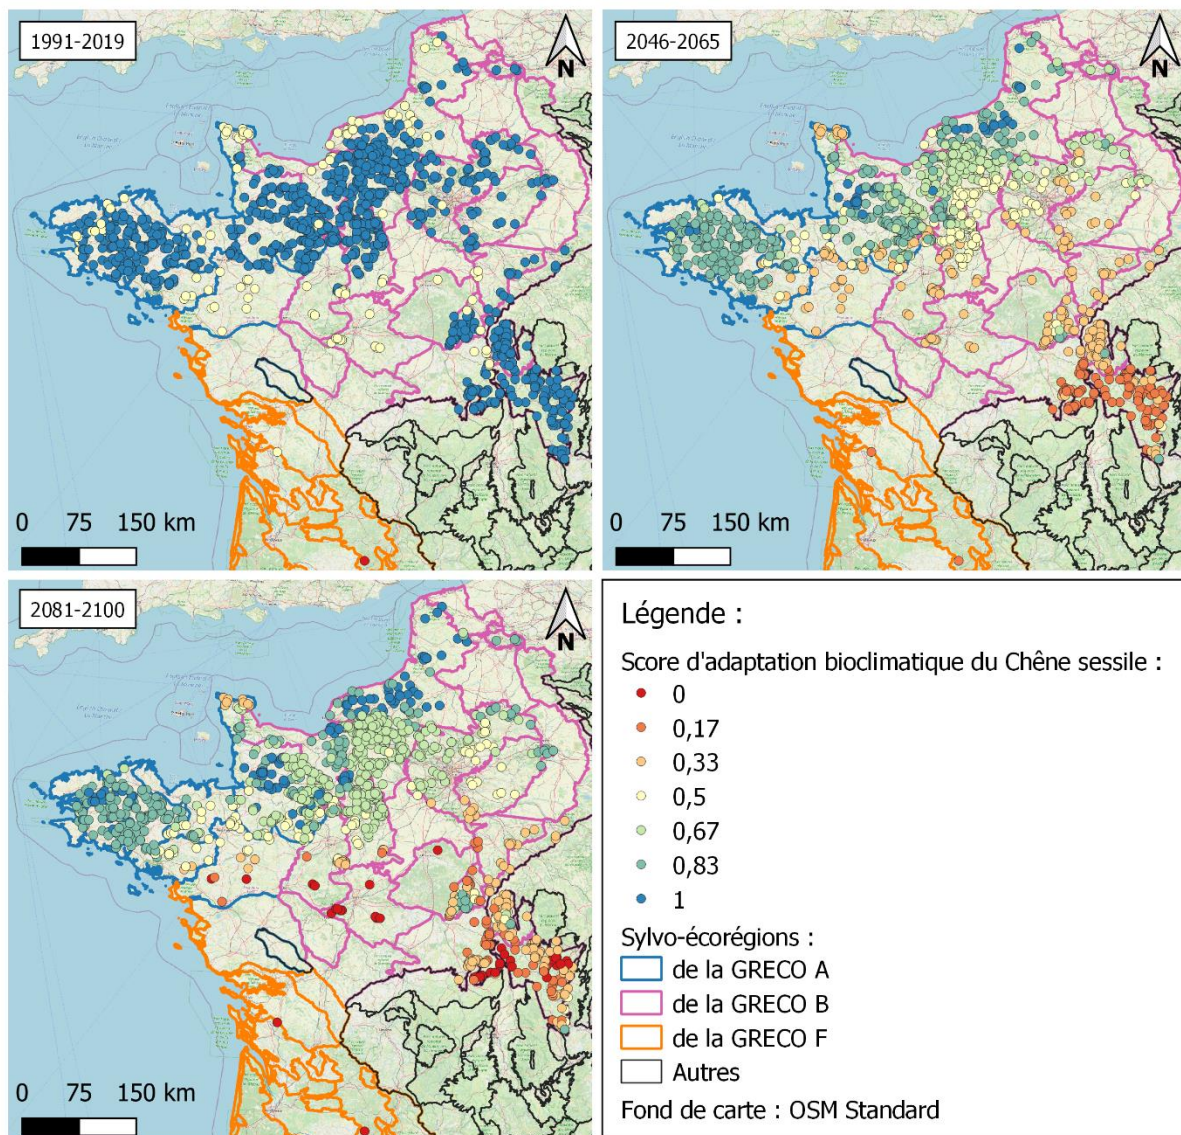 1991-2019
N
0 75 150 km
2046-2065
N
0 75 150 km
2081-2100
N
0 75 150 km
Légende :
Score d'adaptation bioclimatique du Chêne sessile :
0
0,17
0,33
0,5
0,67
0,83
1
Sylvo-écorégions :
de la GRECO A
de la GRECO B
de la GRECO F
Autres
Fond de carte : OSM Standard